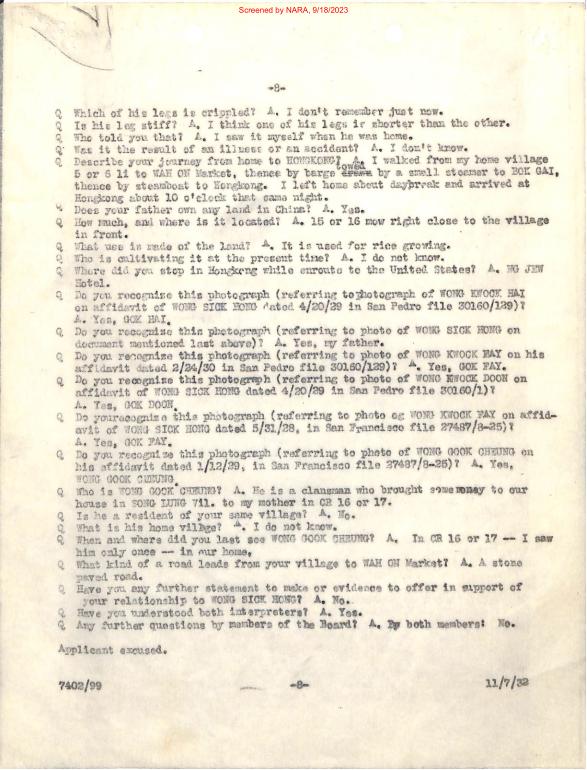 Screened by NARA, 9/18/2023
-8-
Q Which of his legs is crippled? A. I don't remember just now.
Q Is his leg stiff? A. I think one of his legs is shorter than the other.
Q Who told you that? A. I saw it myself when he was home.
Q Was it the result of an illness or an accident? A. I don't know.
Q Describe your journey from home to HONGKONG? A. I walked from my home village
towed
5 or 6 li to WAH ON Market, thence by barge drawn by a small steamer to BOK GAI,
thence by steamboat to Hongkong. I left home about daybreak and arrived at
Hongkong about 10 o'clock that same night.
Q Does your father own any land in China? A. Yes.
Q How much, and where is it located? A. 15 or 16 mow right close to the village
in front.
Q What use is made of the land? A. It is used for rice growing.
Q Who is cultivating it at the present time? A. I do not know.
Q Where did you stop in Hongkong while enroute to the United States? A. NG JEW
Hotel.
Q Do you recognize this photograph (referring to photograph of WONG KWOCK HAI
on affidavit of WONG SICK HONG dated 4/20/29 in San Pedro file 30160/129)?
A. Yes, GOK HAI.
Q Do you recognize this photograph (referring to photo of WONG SICK HONG on
document mentioned last above)? A. Yes, my father.
Q Do you recognize this photograph (referring to photo of WONG KWOCK FAY on his
affidavit dated 2/24/30 in San Pedro file 30160/129)? A. Yes, GOK FAY.
Q Do you recognize this photograph (referring to photo of WONG KWOCK DOON on
affidavit of WONG SICK HONG dated 4/20/29 in San Pedro file 30160/1)?
A. Yes, GOK DOON.
Q Do yourecognize this photograph (referring to photo og WONG KWOCK FAY on affid-
avit of WONG SICK HONG dated 5/31/28, in San Francisco file 27487/8-25)?
A. Yes, GOK FAY.
Q Do you recognize this photograph (referring to photo of WONG GOCK CHEUNG on
his affidavit dated 1/12/29, in San Francisco file 27487/8-25)? A. Yes,
WONG GOCK CHEUNG.
Q Who is WONG GOCK CHEUNG? A. He is a clansman who brought some money to our
house in SONG LUNG Vil. to my mother in CR 16 or 17.
Q Is he a resident of your same village? A. No.
Q What is his home village? A. I do not know.
Q When and where did you last see WONG GOCK CHEUNG? A. In CR 16 or 17 -- I saw
him only once -- in our home.
Q What kind of a road leads from your village to WAH ON Market? A. A stone
paved road.
Q Have you any further statement to make or evidence to offer in support of
your relationship to WONG SICK HONG? A. No.
Q Have you understood both interpreters? A. Yes.
Q Any further questions by members of the Board? A. By both members: No.
Applicant excused.
7402/99 -8- 11/7/32